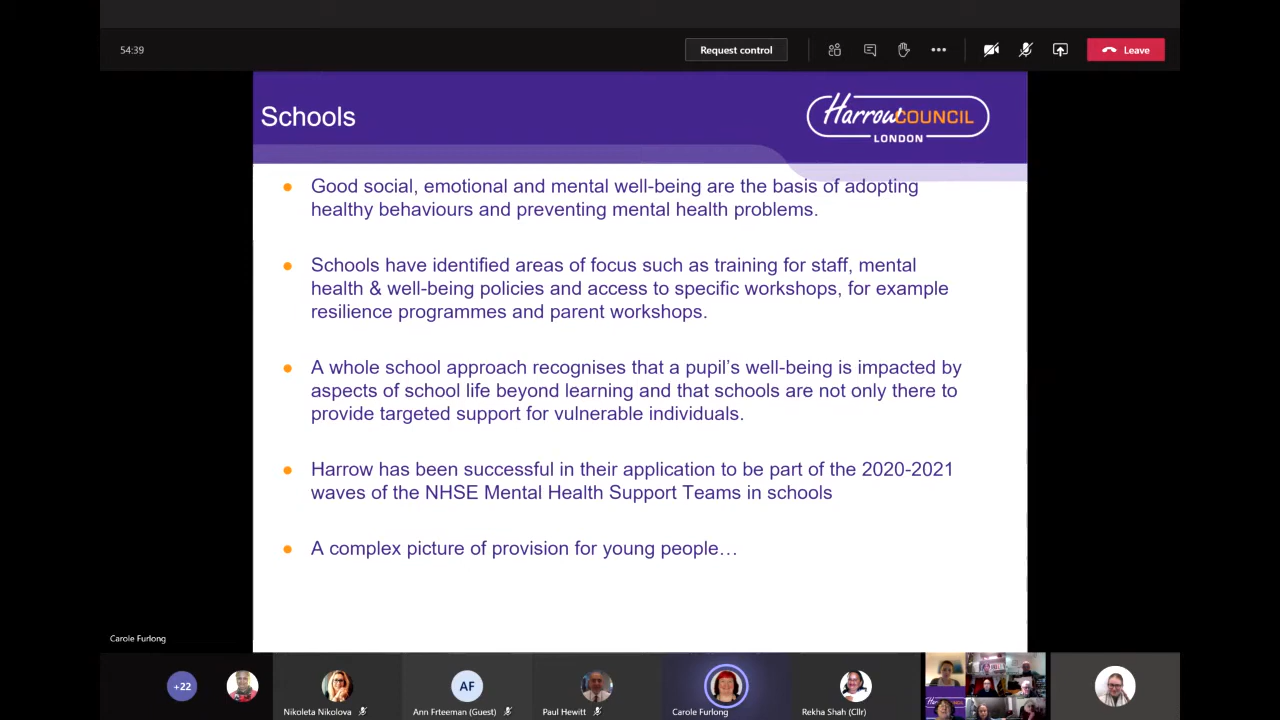 54:39
Request control
Leave
Schools
Harrow COUNCIL
LONDON
Good social, emotional and mental well-being are the basis of adopting
healthy behaviours and preventing mental health problems.
Schools have identified areas of focus such as training for staff, mental
health & well-being policies and access to specific workshops, for example
resilience programmes and parent workshops.
A whole school approach recognises that a pupil's well-being is impacted by
aspects of school life beyond learning and that schools are not only there to
provide targeted support for vulnerable individuals.
Harrow has been successful in their application to be part of the 2020-2021
waves of the NHSE Mental Health Support Teams in schools
A complex picture of provision for young people…
Carole Furlong
+22
AF
Nikoleta Nikolova
Ann Frteeman (Guest)
Paul Hewitt
Carole Furlong
Rekha Shah (Cllr)